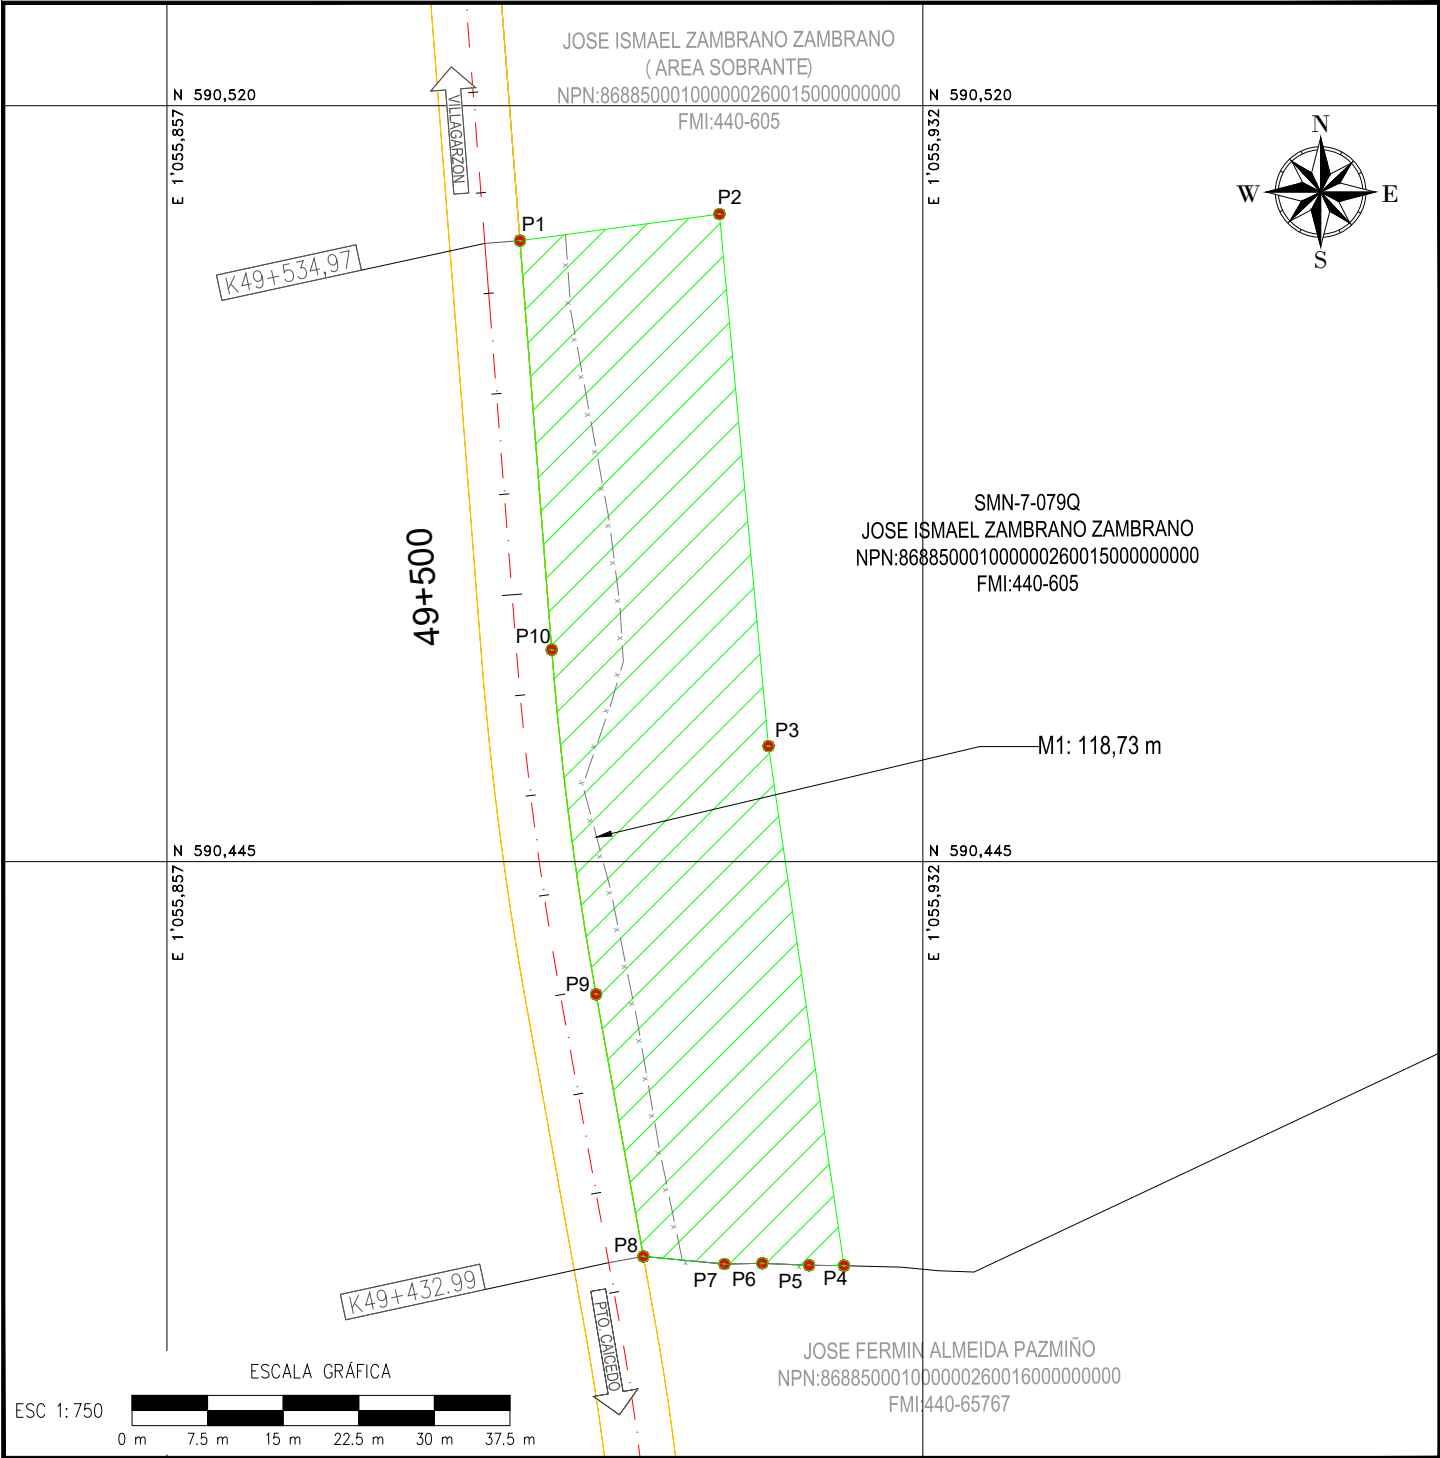 JOSE ISMAEL ZAMBRANO ZAMBRANO
( AREA SOBRANTE)
NPN:868850001000000260015000000000
FMI:440-605
N 590,520
N 590,520
E 1'055,857
E 1'055,932
VILLAGARZON
N
W
E
S
P1
P2
K49+534,97
SMN-7-079Q
JOSE ISMAEL ZAMBRANO ZAMBRANO
NPN:868850001000000260015000000000
FMI:440-605
49+500
P10
P3
M1: 118,73 m
N 590,445
N 590,445
E 1'055,857
E 1'055,932
P9
P8
P7
P6
P5
P4
K49+432.99
PTO. CAICEDO
JOSE FERMIN ALMEIDA PAZMIÑO
NPN:868850001000000260016000000000
FMI:440-65767
ESCALA GRÁFICA
ESC 1:750
0 m
7.5 m
15 m
22.5 m
30 m
37.5 m